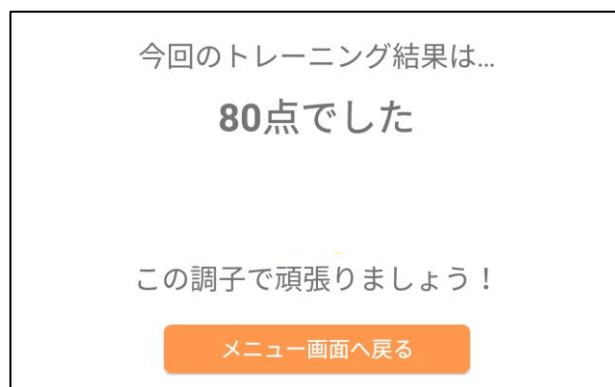 今回のトレーニング結果は…
80点でした
この調子で頑張りましょう！
メニュー画面へ戻る